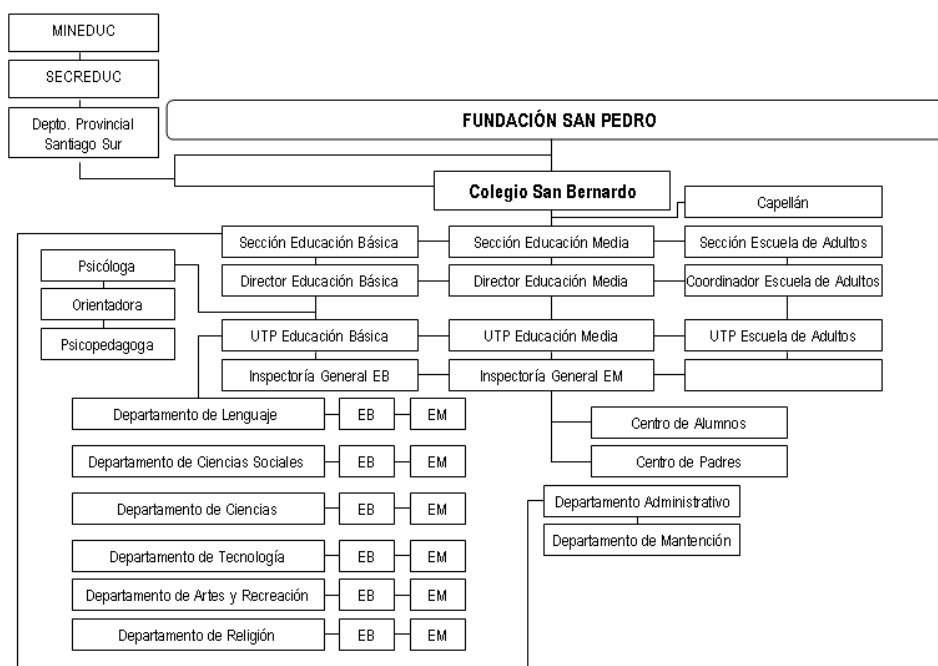 MINEDUC
SECREDUC
Depto. Provincial
Santiago Sur
FUNDACIÓN SAN PEDRO
Colegio San Bernardo
Capellán
Sección Educación Básica
Sección Educación Media
Sección Escuela de Adultos
Psicóloga
Director Educación Básica
Director Educación Media
Coordinador Escuela de Adultos
Orientadora
Psicopedagoga
UTP Educación Básica
UTP Educación Media
UTP Escuela de Adultos
Inspectoría General EB
Inspectoría General EM
Departamento de Lenguaje
EB
EM
Centro de Alumnos
Departamento de Ciencias Sociales
EB
EM
Centro de Padres
Departamento de Ciencias
EB
EM
Departamento Administrativo
Departamento de Mantención
Departamento de Tecnología
EB
EM
Departamento de Artes y Recreación
EB
EM
Departamento de Religión
EB
EM